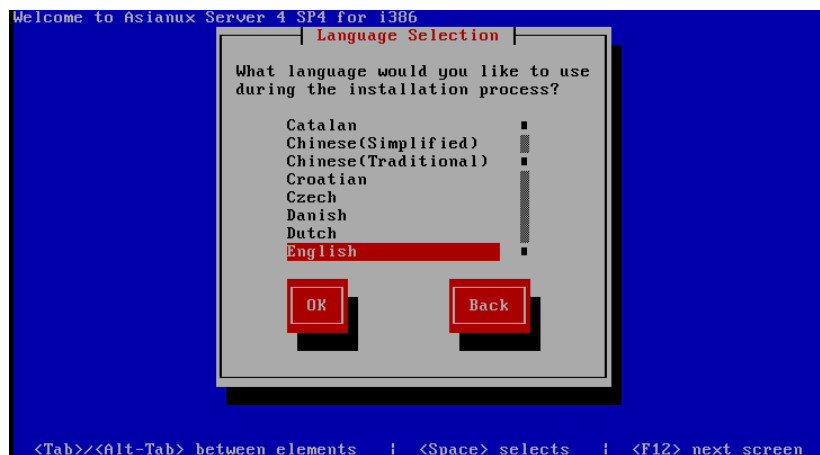 Welcome to Asianux Server 4 SP4 for i386
Language Selection
What language would you like to use
during the installation process?
Catalan
Chinese(Simplified)
Chinese(Traditional)
Croatian
Czech
Danish
Dutch
English
OK
Back
<Tab>/<Alt-Tab> between elements | <Space> selects | <F12> next screen